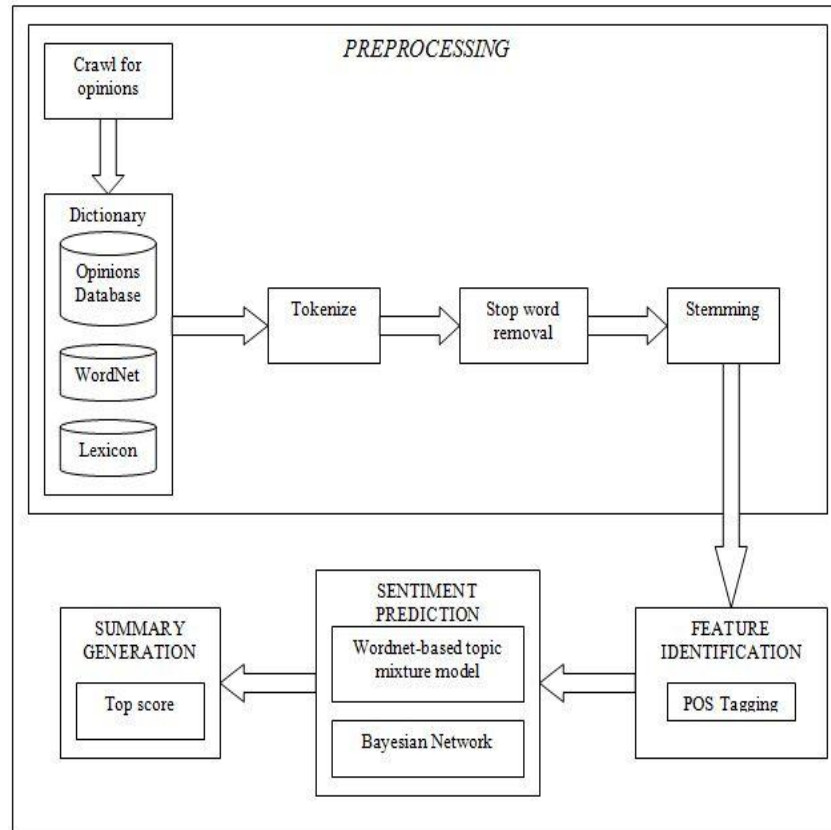 PREPROCESSING
Crawl for
opinions
Dictionary
Opinions
Database
WordNet
Lexicon
Tokenize
Stop word
removal
Stemming
FEATURE
IDENTIFICATION
POS Tagging
SENTIMENT
PREDICTION
Wordnet-based topic
mixture model
Bayesian Network
SUMMARY
GENERATION
Top score